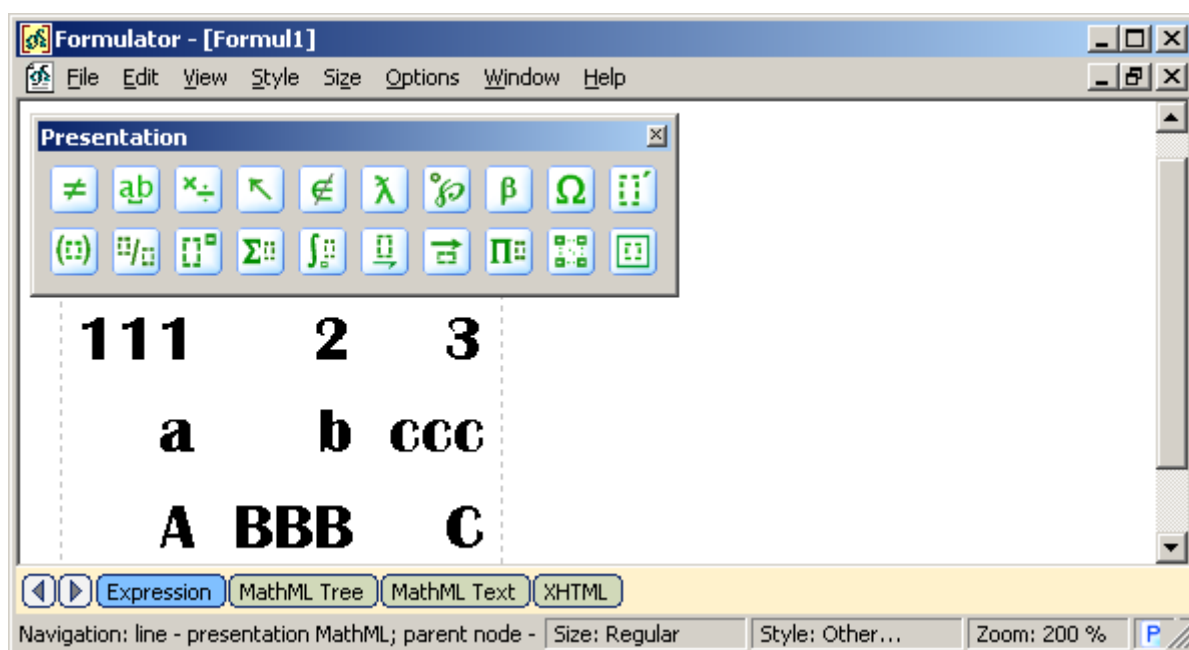 Formulator - [Formul1]
File Edit View Style Size Options Window Help
Presentation
≠ ab ×÷ ↖ ∉ ƛ °℘ β Ω
Σ ∫ Π
111 2 3
a b ccc
A BBB C
Expression MathML Tree MathML Text XHTML
Navigation: line - presentation MathML; parent node - Size: Regular Style: Other... Zoom: 200 % P